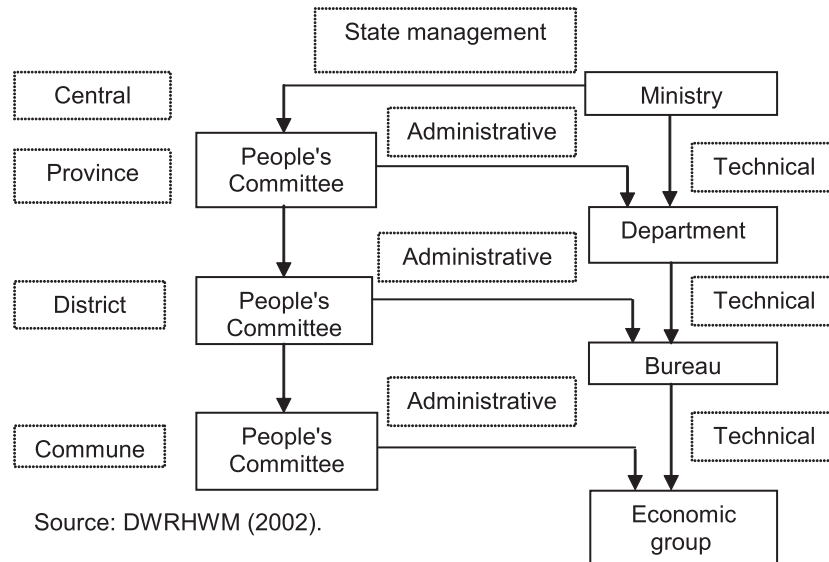 State management
Central
Ministry
Administrative
People's
Committee
Province
Technical
Department
Administrative
People's
Committee
District
Technical
Bureau
Administrative
People's
Committee
Commune
Technical
Economic
group
Source: DWRHWM (2002).